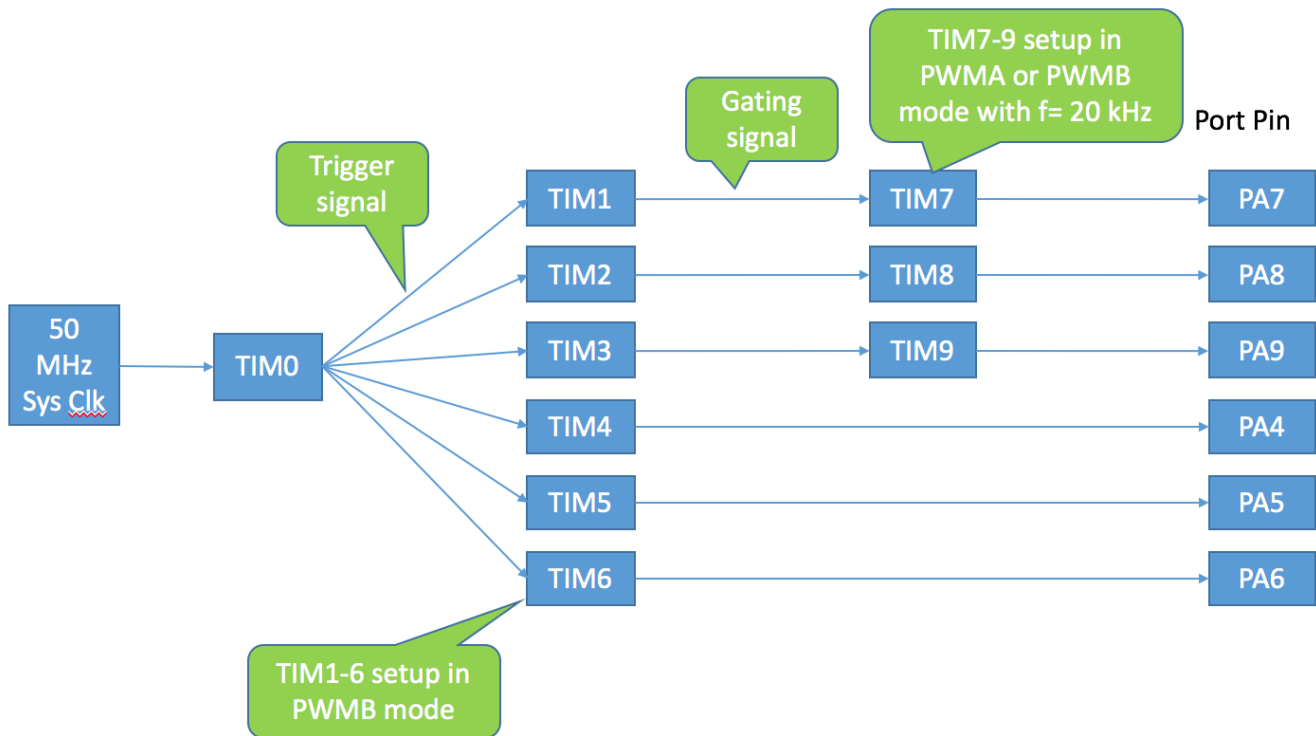 TIM7-9 setup in
PWMA or PWMB
mode with f= 20 kHz
Port Pin
Gating
signal
Trigger
signal
TIM1
TIM7
PA7
TIM2
TIM8
PA8
50
MHz
Sys Clk
TIM0
TIM3
TIM9
PA9
TIM4
PA4
TIM5
PA5
TIM6
PA6
TIM1-6 setup in
PWMB mode